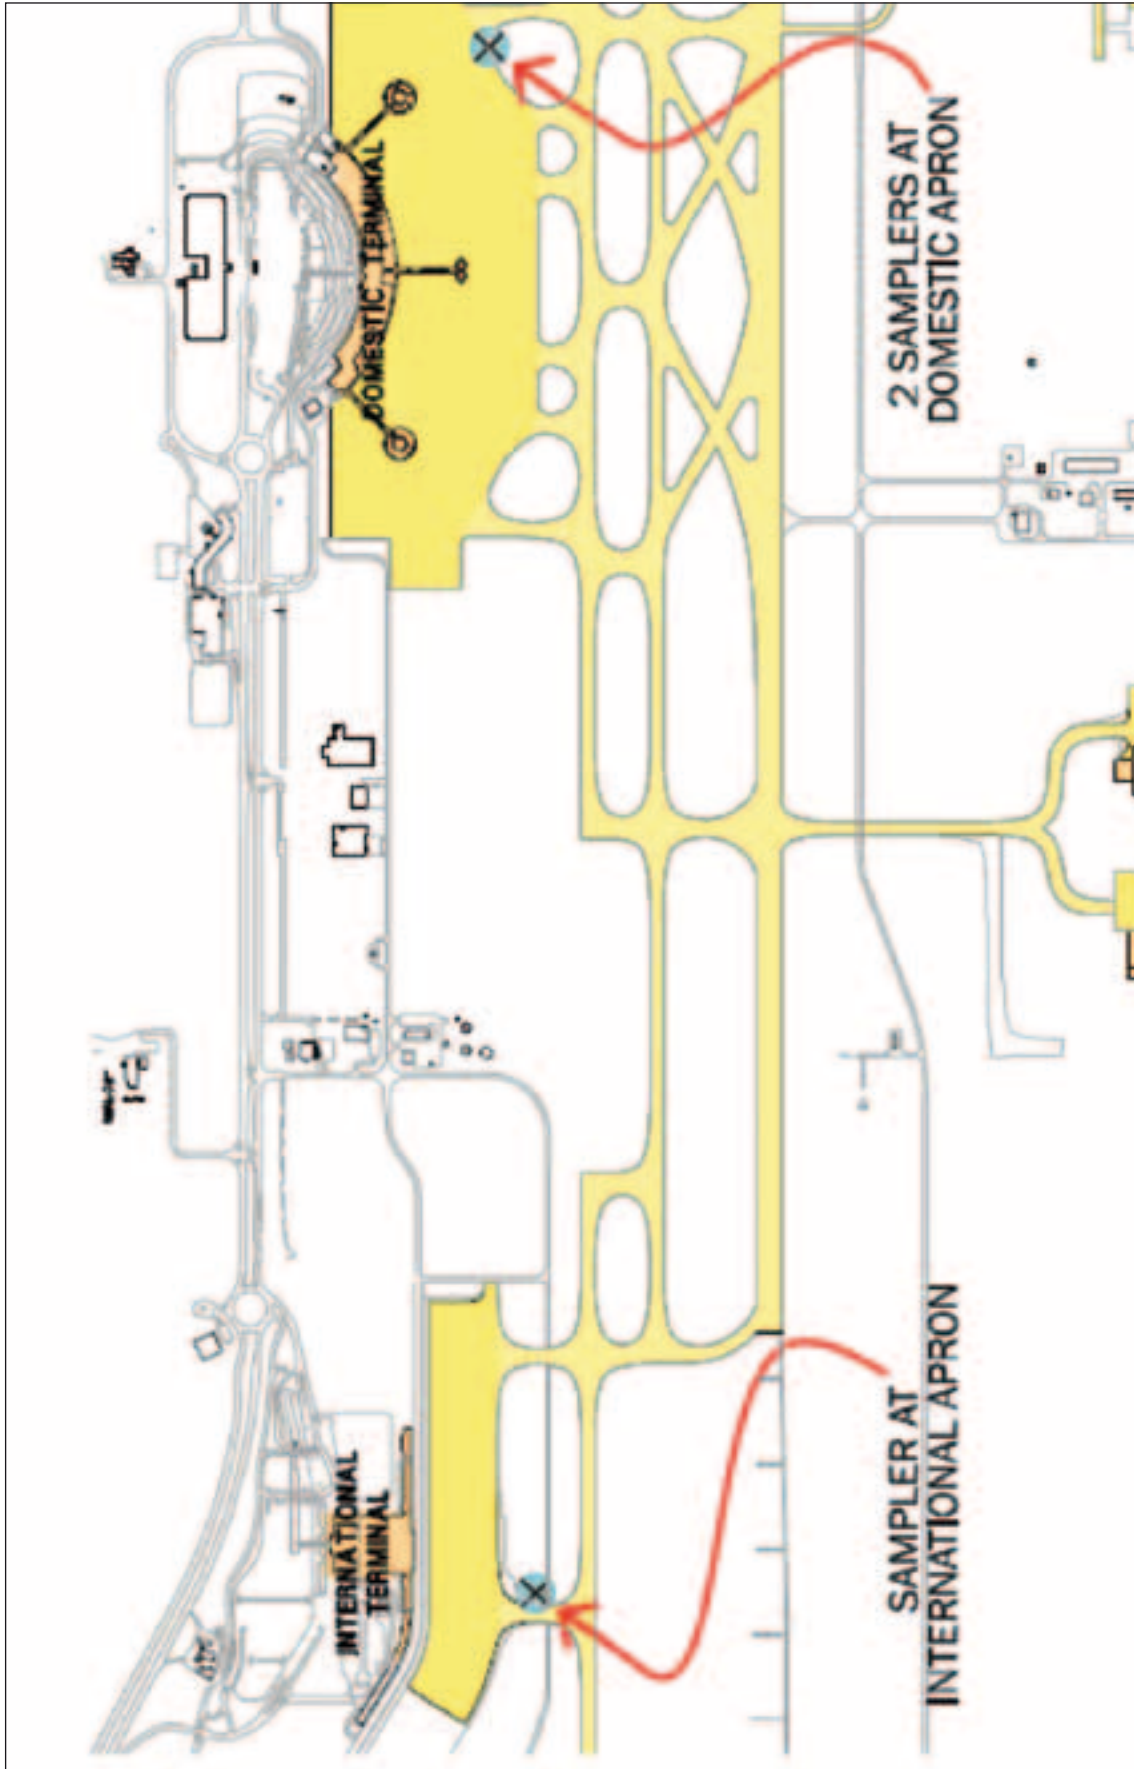 DOMESTIC TERMINAL
2 SAMPLERS AT
DOMESTIC APRON
INTERNATIONAL
TERMINAL
SAMPLER AT
INTERNATIONAL APRON